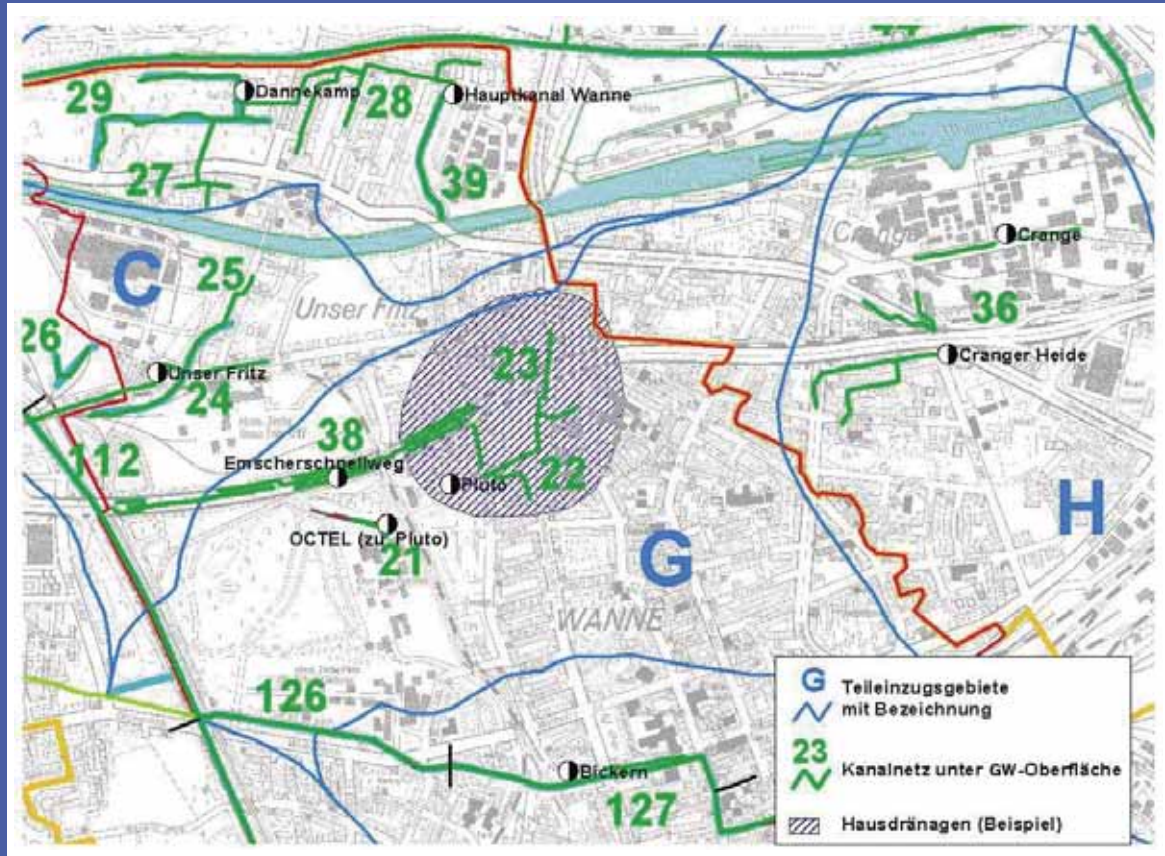 29
Dannekamp
28
Hauptkanal Wanne
27
39
C
25
Unser Fritz
Crange
Crange
36
26
Unser Fritz
24
23
Cranger Heide
112
38
Emscherschnellweg
Pluto
22
OCTEL (zu Pluto)
21
G
H
WANNE
126
Bickern
127
G Teileinzugsgebiete
mit Bezeichnung
23
Kanalnetz unter GW-Oberfläche
Hausdränagen (Beispiel)